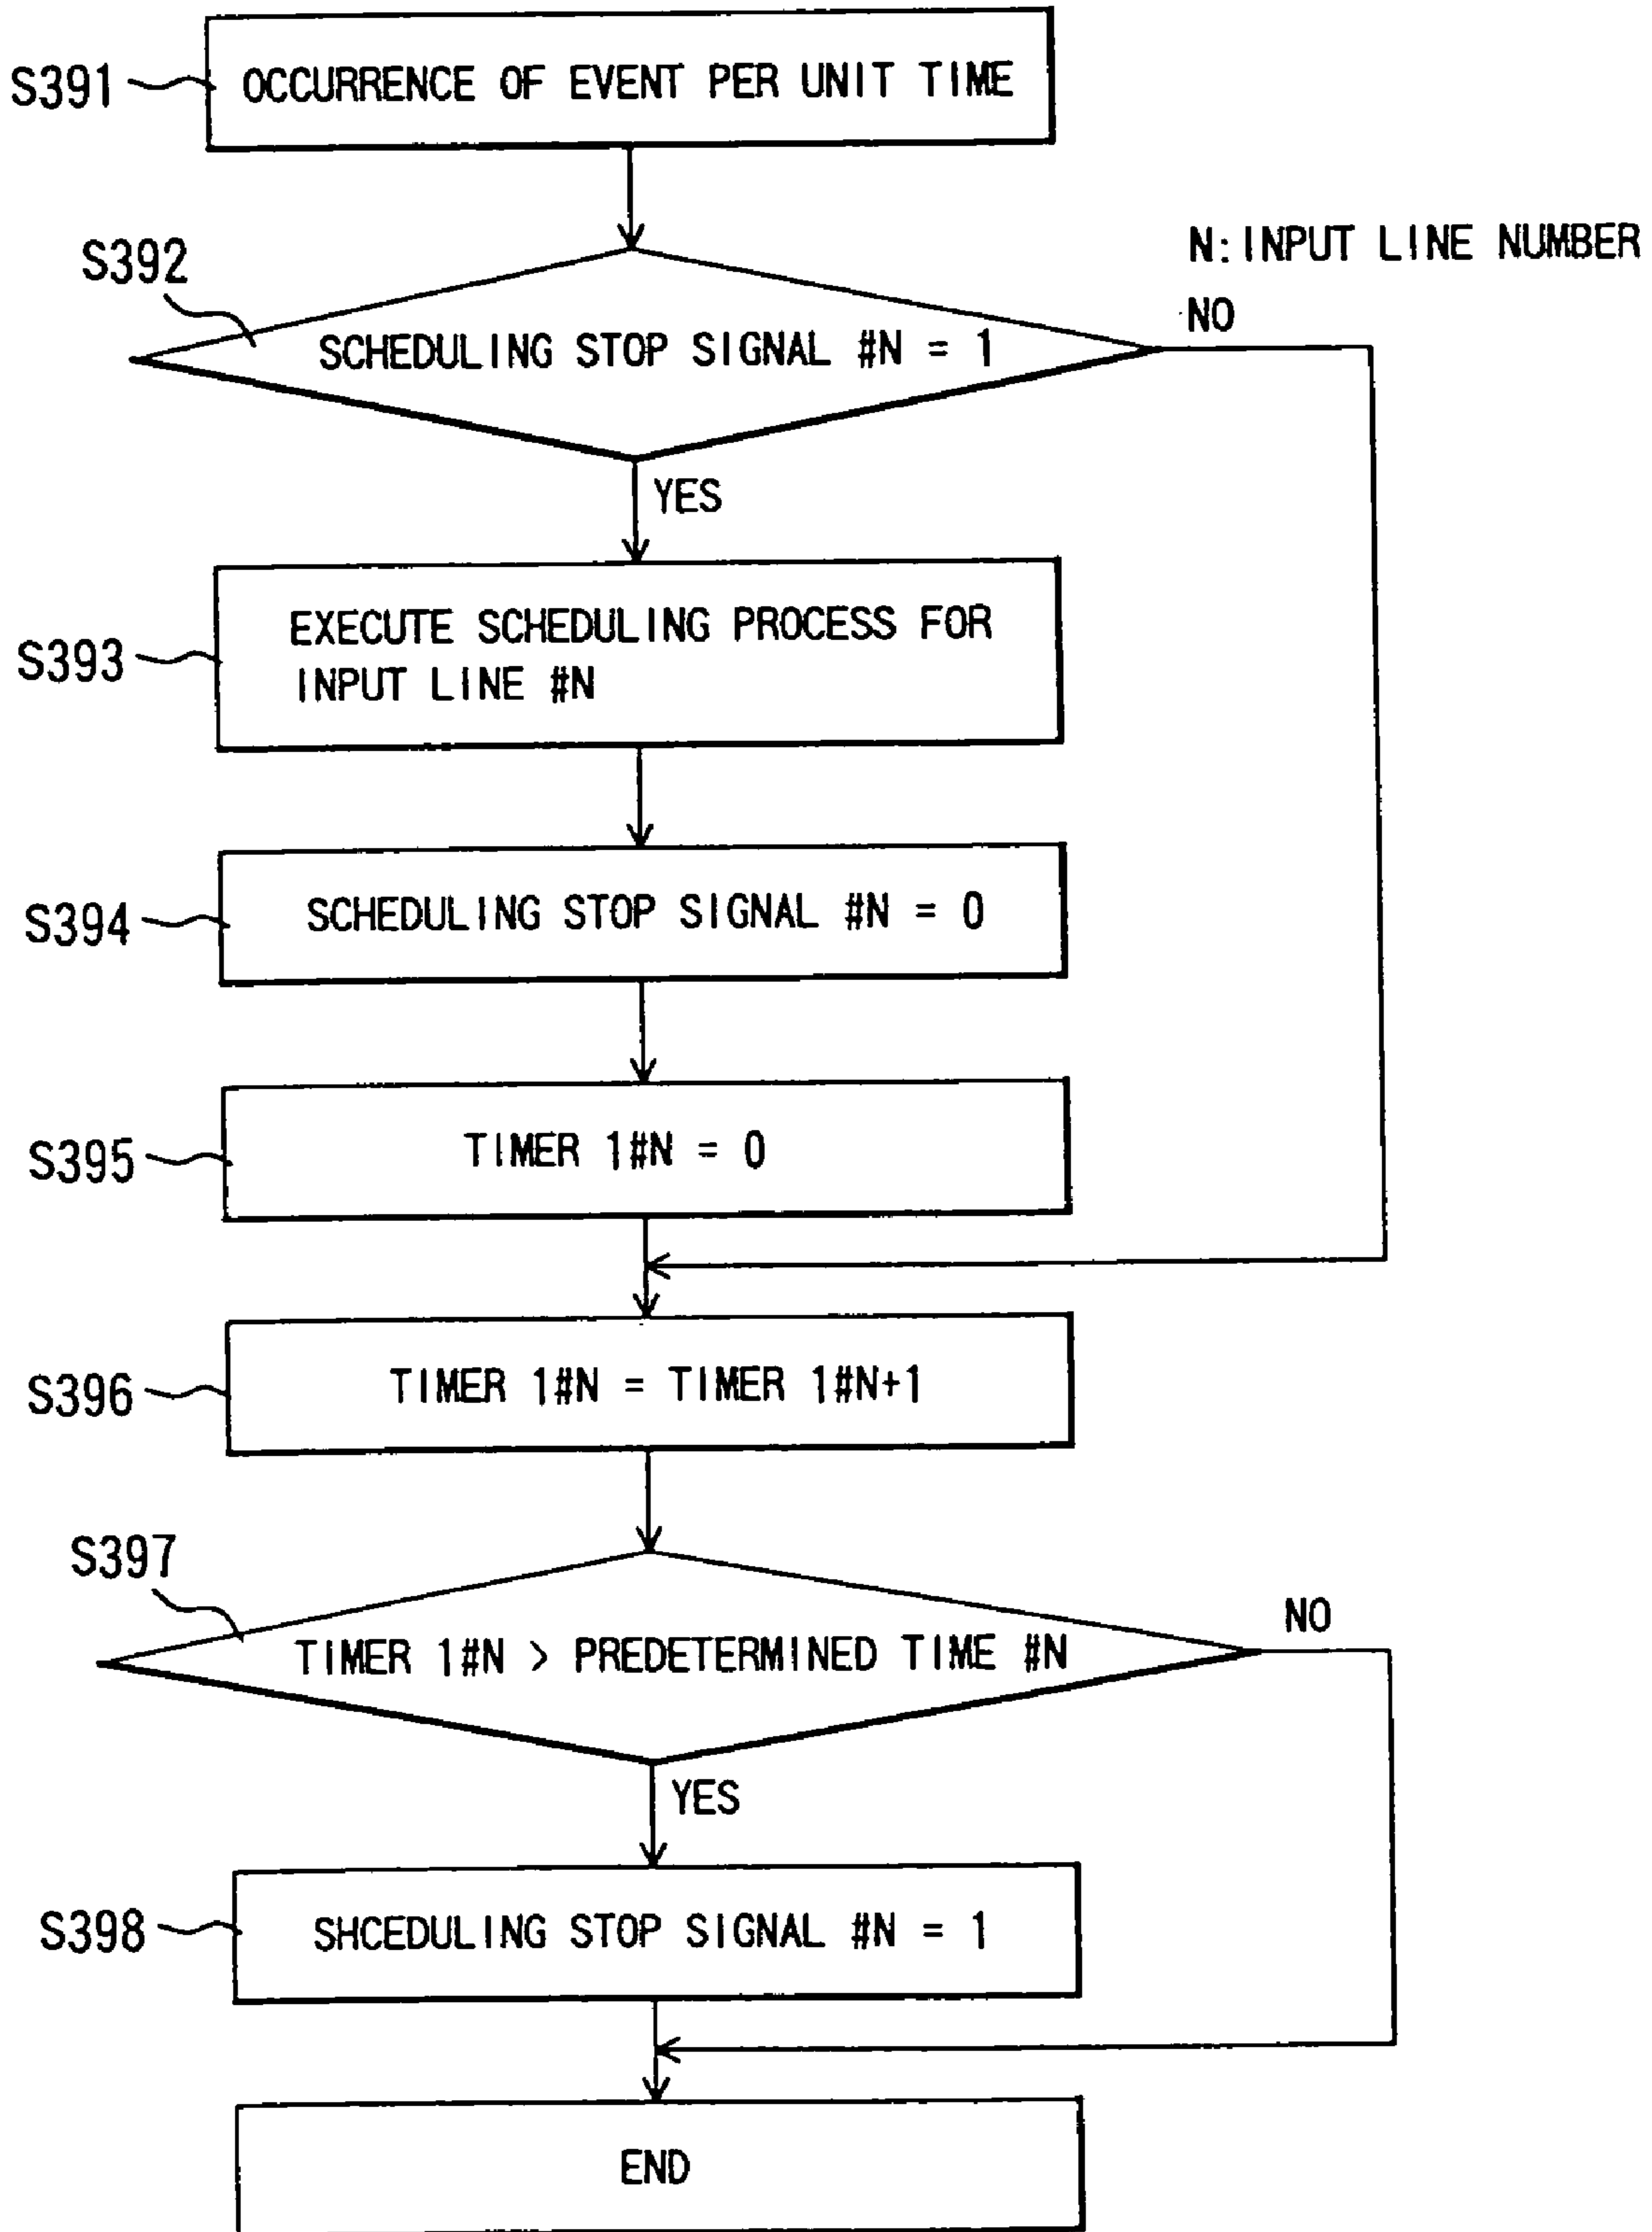 S391
OCCURRENCE OF EVENT PER UNIT TIME
S392
N:INPUT LINE NUMBER
NO
SCHEDULING STOP SIGNAL #N = 1
YES
S393
EXECUTE SCHEDULING PROCESS FOR
INPUT LINE #N
S394
SCHEDULING STOP SIGNAL #N = 0
S395
TIMER 1#N = 0
S396
TIMER 1#N = TIMER 1#N+1
S397
NO
TIMER 1#N > PREDETERMINED TIME #N
YES
S398
SHCEDULING STOP SIGNAL #N = 1
END